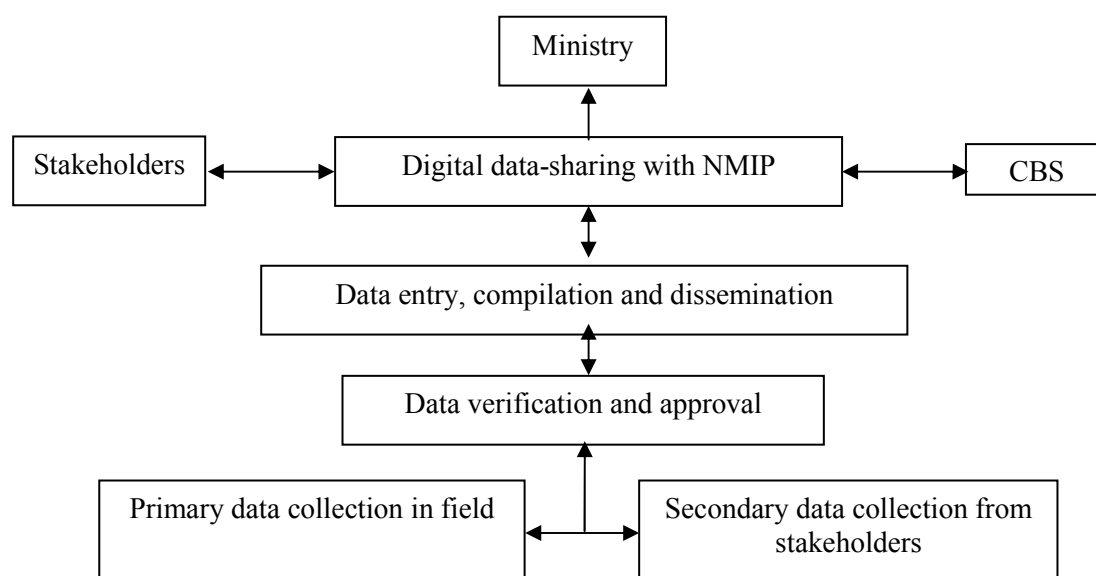 Ministry
Stakeholders
Digital data-sharing with NMIP
CBS
Data entry, compilation and dissemination
Data verification and approval
Primary data collection in field
Secondary data collection from
stakeholders